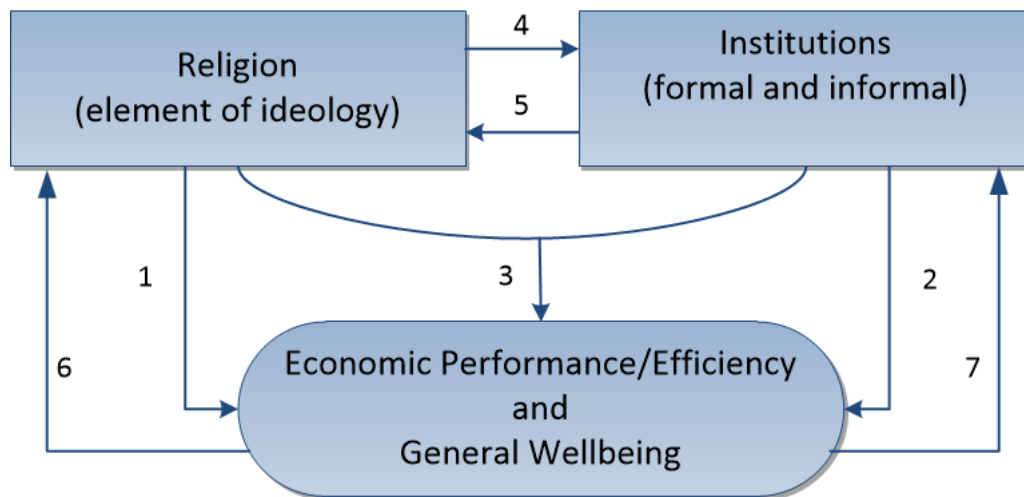 Religion
(element of ideology)
4
Institutions
(formal and informal)
5
1
3
2
6
7
Economic Performance/Efficiency
and
General Wellbeing